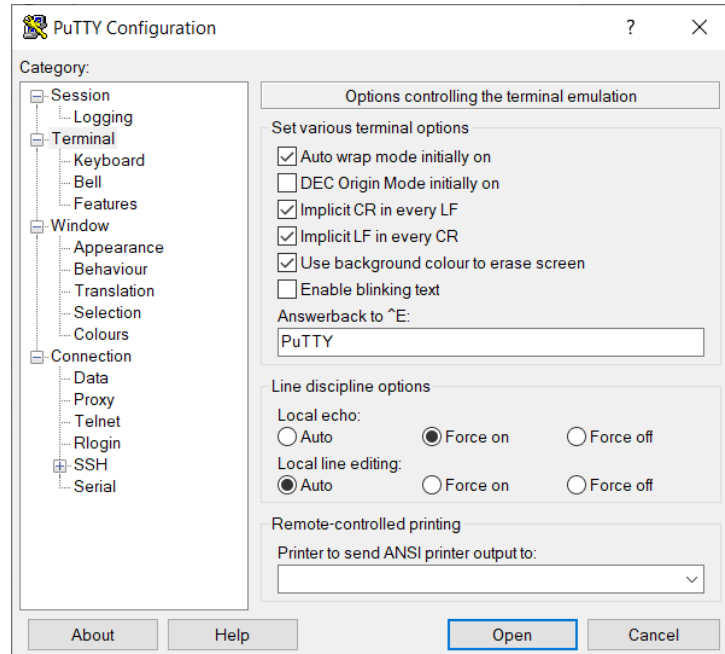 PuTTY Configuration
? ×
Category:
Session
Logging
Terminal
Keyboard
Bell
Features
Window
Appearance
Behaviour
Translation
Selection
Colours
Connection
Data
Proxy
Telnet
Rlogin
SSH
Serial
Options controlling the terminal emulation
Set various terminal options
Auto wrap mode initially on
DEC Origin Mode initially on
Implicit CR in every LF
Implicit LF in every CR
Use background colour to erase screen
Enable blinking text
Answerback to ^E:
PuTTY
Line discipline options
Local echo:
Auto Force on Force off
Local line editing:
Auto Force on Force off
Remote-controlled printing
Printer to send ANSI printer output to:
About Help Open Cancel